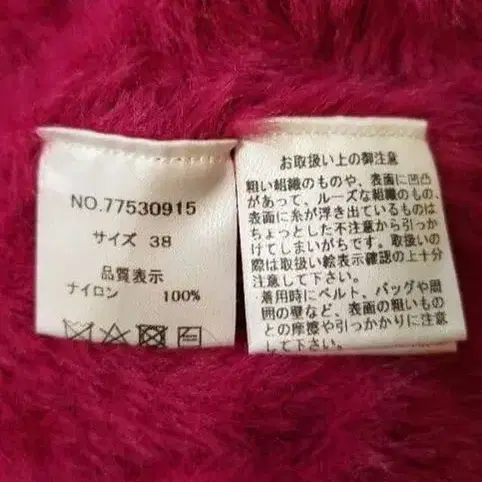 NO.77530915
サイズ 38
品質表示
ナイロン 100%
お取扱い上の御注意
粗い組織のものや、表面に凹凸
があって、ルーズな組織のもの、
表面に糸が浮き出ているものは
ちょっとした不注意から引っか
けてしまいがちです。取扱いの
際は取扱い絵表示確認の上十分
注意して下さい。
着用時にベルト、バッグや周
囲の壁など、表面の粗いもの
との摩擦や引っかかりに注意
して下さい。